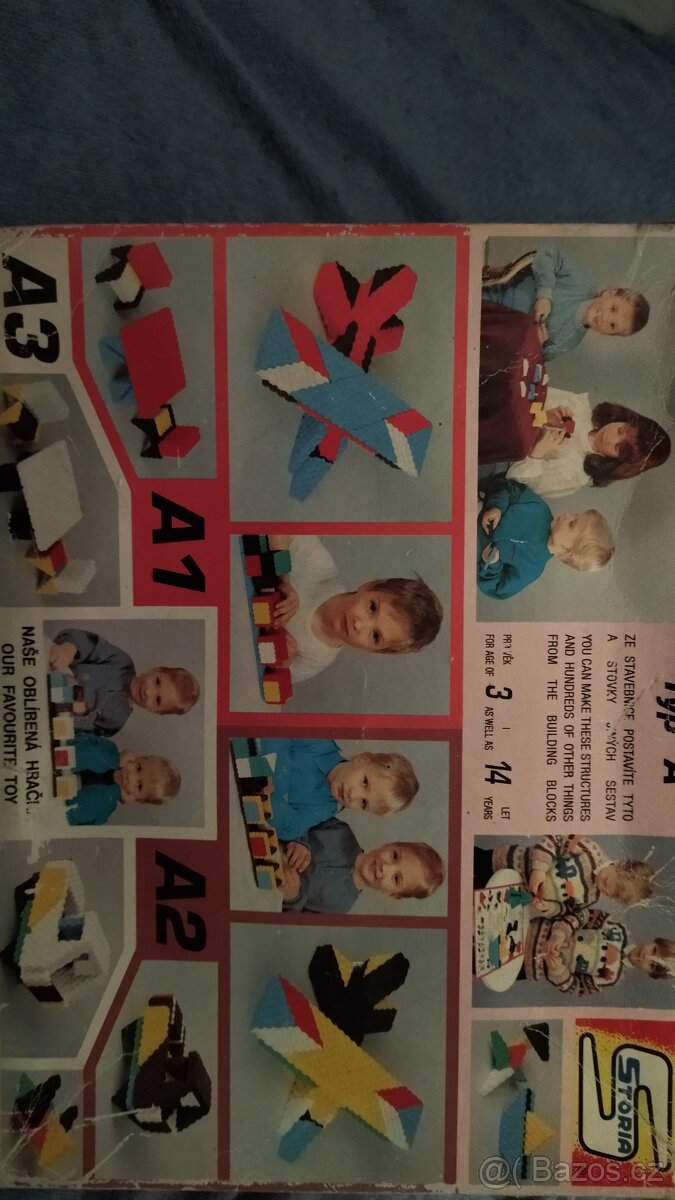 Typ A
ZE STAVEBNICE POSTAVÍTE TYTO
A STOVKY JINÝCH SESTAV
YOU CAN MAKE THESE STRUCTURES
AND HUNDREDS OF OTHER THINGS
FROM THE BUILDING BLOCKS
PRO VĚK 3 I 14 LET
FOR AGE OF 3 AS WELL AS 14 YEARS
STORIA
A1
A2
A3
NAŠE OBLÍBENÁ
OUR FAVOURITE TOY
@( Bazos.cz